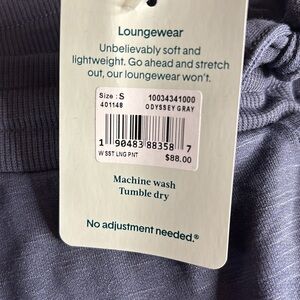 Loungewear
Unbelievably soft and
lightweight. Go ahead and stretch
out, our loungewear won't.
Size : S 10034341000
401148 ODYSSEY GRAY
1 90483 88358 7
W SST LNG PNT $88.00
Machine wash
Tumble dry
No adjustment needed.®